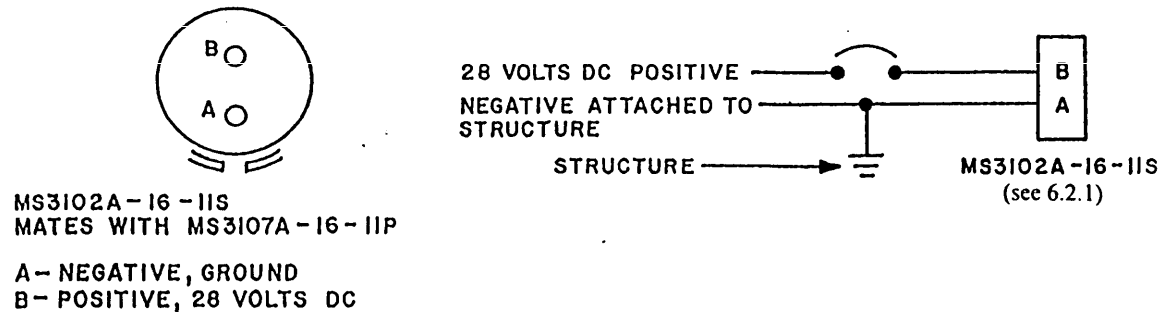 B
A
MS3102A-16-11S
MATES WITH MS3107A-16-11P
A- NEGATIVE, GROUND
B- POSITIVE, 28 VOLTS DC
28 VOLTS DC POSITIVE
NEGATIVE ATTACHED TO
STRUCTURE
STRUCTURE
B
A
MS3102A-16-11S
(see 6.2.1)